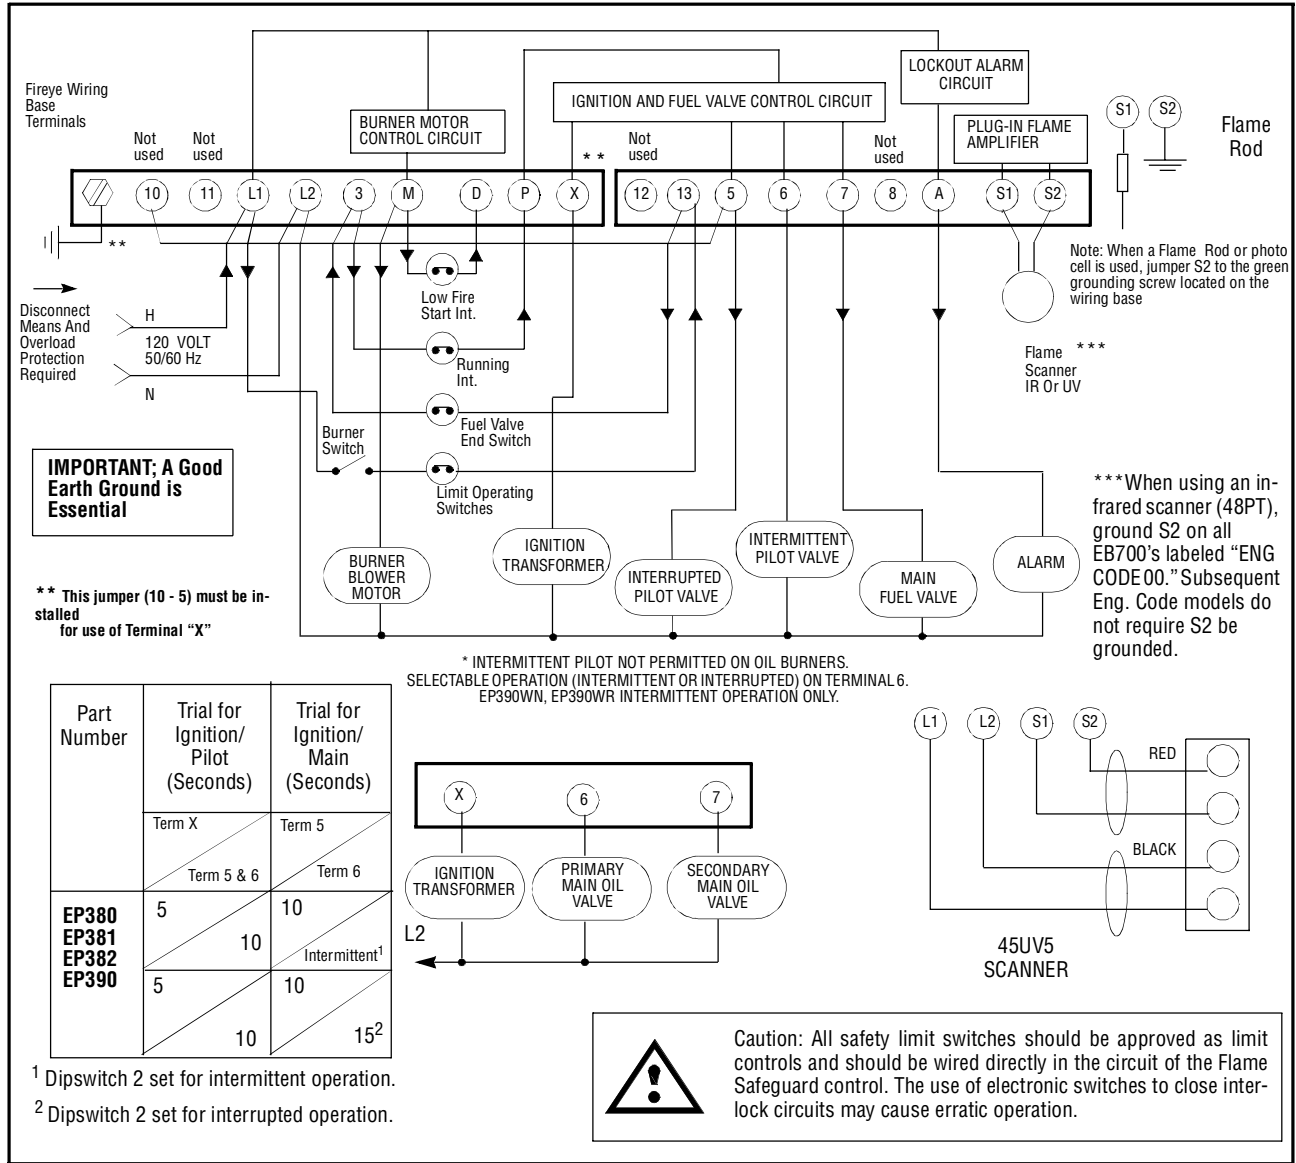 Fireye Wiring
Base
Terminals
BURNER MOTOR
CONTROL CIRCUIT
IGNITION AND FUEL VALVE CONTROL CIRCUIT
LOCKOUT ALARM
CIRCUIT
PLUG-IN FLAME
AMPLIFIER
S1 S2
Flame
Rod
Not
used
Not
used
* *
Not
used
Not
used
10 11 L1 L2 3 M D P X
12 13 5 6 7 8 A S1 S2
* *
Note: When a Flame Rod or photo
cell is used, jumper S2 to the green
grounding screw located on the
wiring base
Disconnect
Means And
Overload
Protection
Required
H
120 VOLT
50/60 Hz
N
Low Fire
Start Int.
Running
Int.
Fuel Valve
End Switch
Burner
Switch
Limit Operating
Switches
Flame * * *
Scanner
IR Or UV
IMPORTANT; A Good
Earth Ground is
Essential
BURNER
BLOWER
MOTOR
IGNITION
TRANSFORMER
INTERRUPTED
PILOT VALVE
INTERMITTENT
PILOT VALVE
MAIN
FUEL VALVE
ALARM
***When using an in-
frared scanner (48PT),
ground S2 on all
EB700's labeled “ENG
CODE 00.” Subsequent
Eng. Code models do
not require S2 be
grounded.
** This jumper (10 - 5) must be in-
stalled
for use of Terminal “X”
* INTERMITTENT PILOT NOT PERMITTED ON OIL BURNERS.
SELECTABLE OPERATION (INTERMITTENT OR INTERRUPTED) ON TERMINAL 6.
EP390WN, EP390WR INTERMITTENT OPERATION ONLY.
Part
Number
Trial for
Ignition/
Pilot
(Seconds)
Trial for
Ignition/
Main
(Seconds)
Term X
Term 5 & 6
Term 5
Term 6
EP380
EP381
EP382
EP390
5
10
10
Intermittent1
5
10
10
152
1 Dipswitch 2 set for intermittent operation.
2 Dipswitch 2 set for interrupted operation.
X 6 7
IGNITION
TRANSFORMER
PRIMARY
MAIN OIL
VALVE
SECONDARY
MAIN OIL
VALVE
L2
L1 L2 S1 S2
RED
BLACK
45UV5
SCANNER
Caution: All safety limit switches should be approved as limit
controls and should be wired directly in the circuit of the Flame
Safeguard control. The use of electronic switches to close inter-
lock circuits may cause erratic operation.